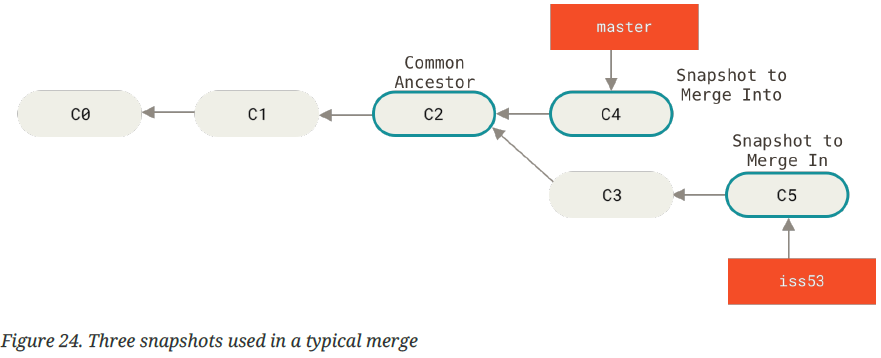 master
Common
Ancestor
Snapshot to
Merge Into
C0
C1
C2
C4
Snapshot to
Merge In
C3
C5
iss53
Figure 24. Three snapshots used in a typical merge